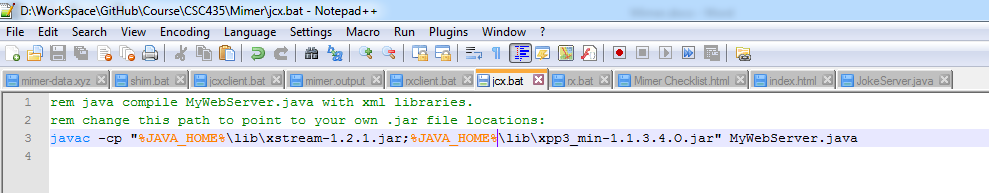 D:\WorkSpace\GitHub\Course\CSC435\Mimer\jcx.bat - Notepad++
File Edit Search View Encoding Language Settings Macro Run Plugins Window ?
mimer-data.xyz shim.bat jcxclient.bat mimer.output rxclient.bat jcx.bat rx.bat Mimer Checklist.html index.html JokeServer.java
1 rem java compile MyWebServer.java with xml libraries.
2 rem change this path to point to your own .jar file locations:
3 javac -cp "%JAVA_HOME%\lib\xstream-1.2.1.jar;%JAVA_HOME%\lib\xpp3_min-1.1.3.4.O.jar" MyWebServer.java
4